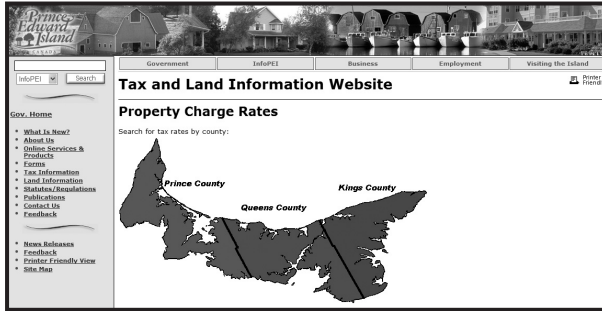 Prince
Edward
Island
CANADA
Government
InfoPEI
Business
Employment
Visiting the Island
InfoPEI
Search
Tax and Land Information Website
Printer
Friendl
Gov. Home
Property Charge Rates
Search for tax rates by county:
What Is New?
About Us
Online Services &
Products
Forms
Tax Information
Land Information
Statutes/Regulations
Publications
Contact Us
Feedback
News Releases
Feedback
Printer Friendly View
Site Map
Prince County
Queens County
Kings County